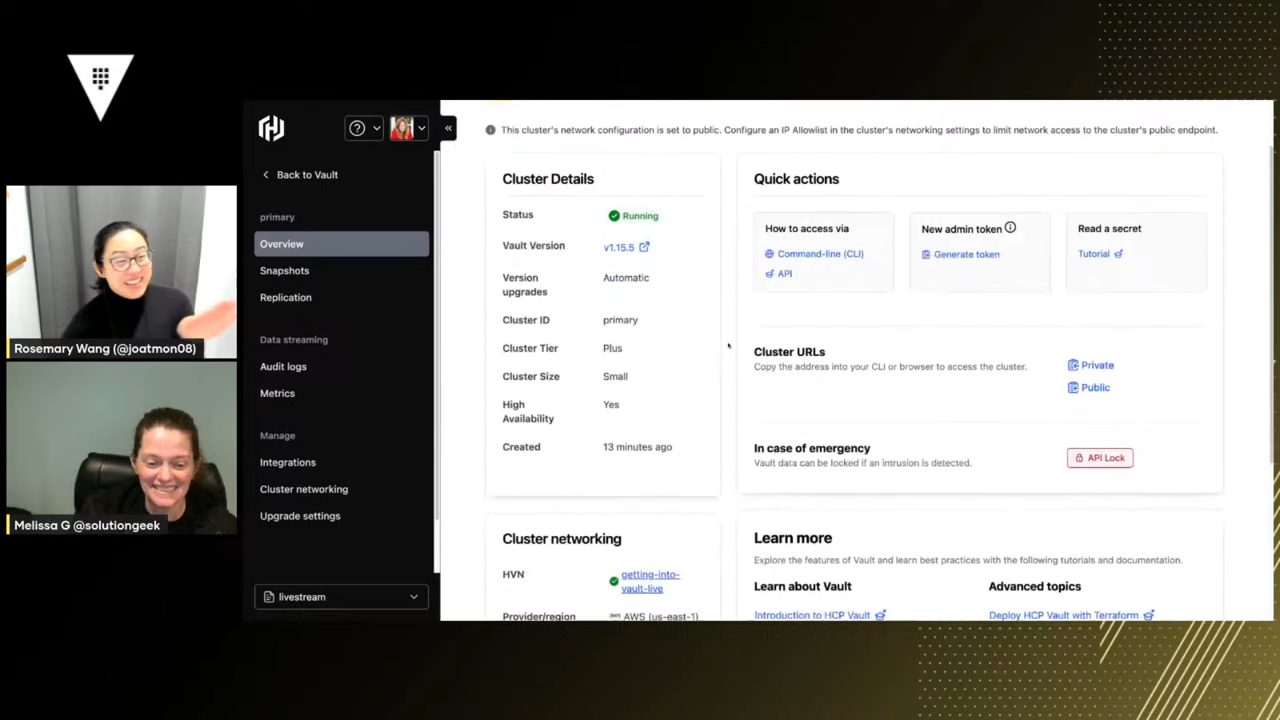 This cluster's network configuration is set to public. Configure an IP Allowlist in the cluster's networking settings to limit network access to the cluster's public endpoint.
Back to Vault
primary
Overview
Snapshots
Replication
Data streaming
Audit logs
Metrics
Manage
Integrations
Cluster networking
Upgrade settings
livestream
Cluster Details
Status
Running
Vault Version
v1.15.5
Version
upgrades
Automatic
Cluster ID
primary
Cluster Tier
Plus
Cluster Size
Small
High
Availability
Yes
Created
13 minutes ago
Quick actions
How to access via
Command-line (CLI)
API
New admin token
Generate token
Read a secret
Tutorial
Cluster URLs
Copy the address into your CLI or browser to access the cluster.
Private
Public
In case of emergency
Vault data can be locked if an intrusion is detected.
API Lock
Cluster networking
HVN
getting-into-
vault-live
Provider/region
aws AWS (us-east-1)
Learn more
Explore the features of Vault and learn best practices with the following tutorials and documentation.
Learn about Vault
Introduction to HCP Vault
Advanced topics
Deploy HCP Vault with Terraform
Rosemary Wang (@joatmon08)
Melissa G @solutiongeek